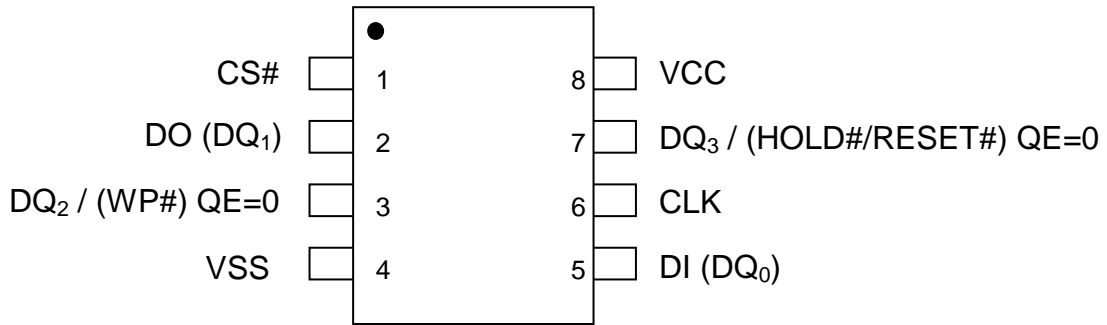 CS# 1 8 VCC
DO (DQ₁) 2 7 DQ₃ / (HOLD#/RESET#) QE=0
DQ₂ / (WP#) QE=0 3 6 CLK
VSS 4 5 DI (DQ₀)